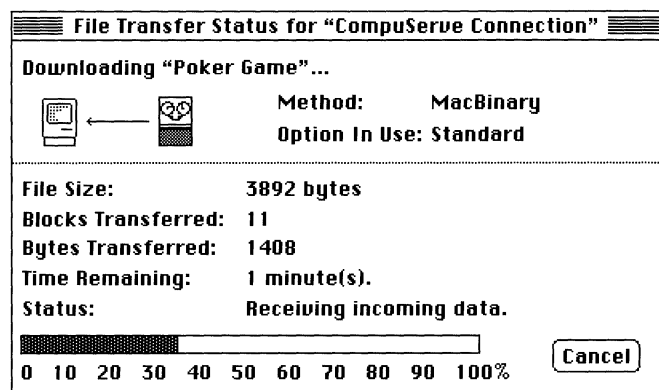 File Transfer Status for “CompuServe Connection”
Downloading “Poker Game”...
Method: MacBinary
Option In Use: Standard
File Size: 3892 bytes
Blocks Transferred: 11
Bytes Transferred: 1408
Time Remaining: 1 minute(s).
Status: Receiving incoming data.
Cancel
0 10 20 30 40 50 60 70 80 90 100%